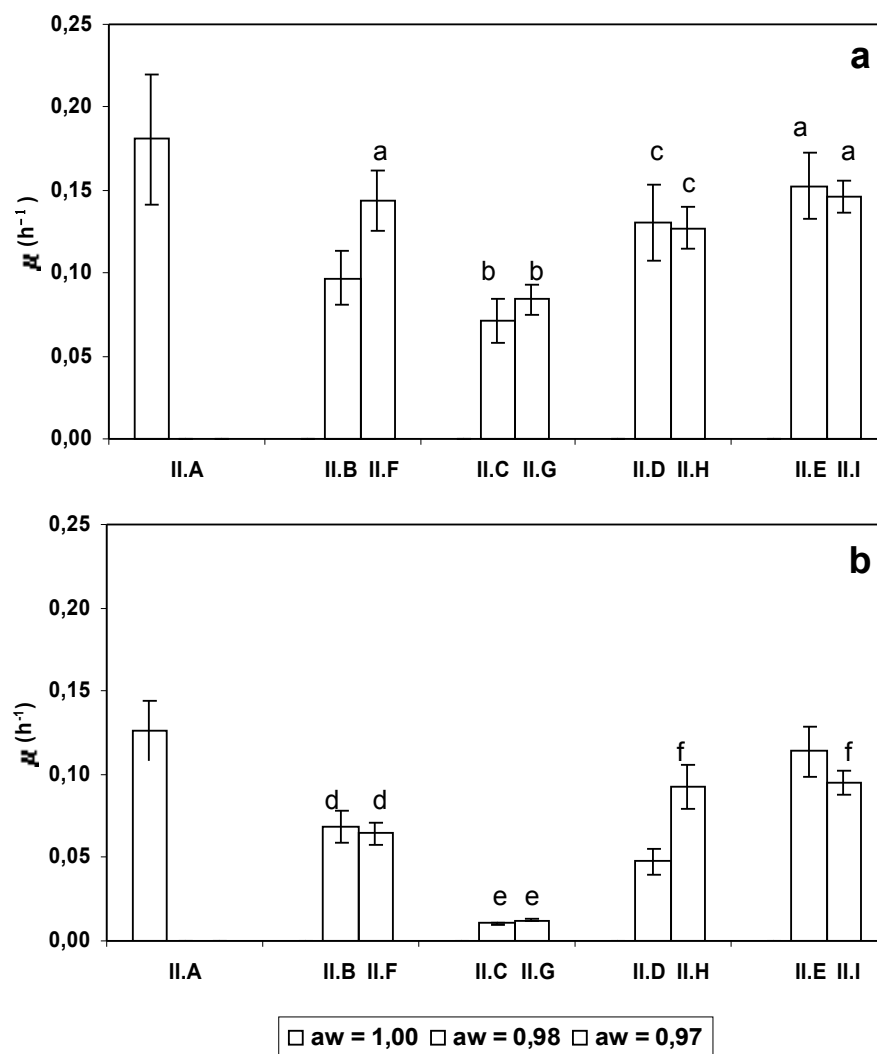 a
0,25
0,20
0,15
0,10
0,05
0,00
μ (h⁻¹)
a
b b
c c
a a
II.A II.B II.F II.C II.G II.D II.H II.E II.I
b
0,25
0,20
0,15
0,10
0,05
0,00
μ (h⁻¹)
d d
e e
f
f
II.A II.B II.F II.C II.G II.D II.H II.E II.I
aw = 1,00 aw = 0,98 aw = 0,97